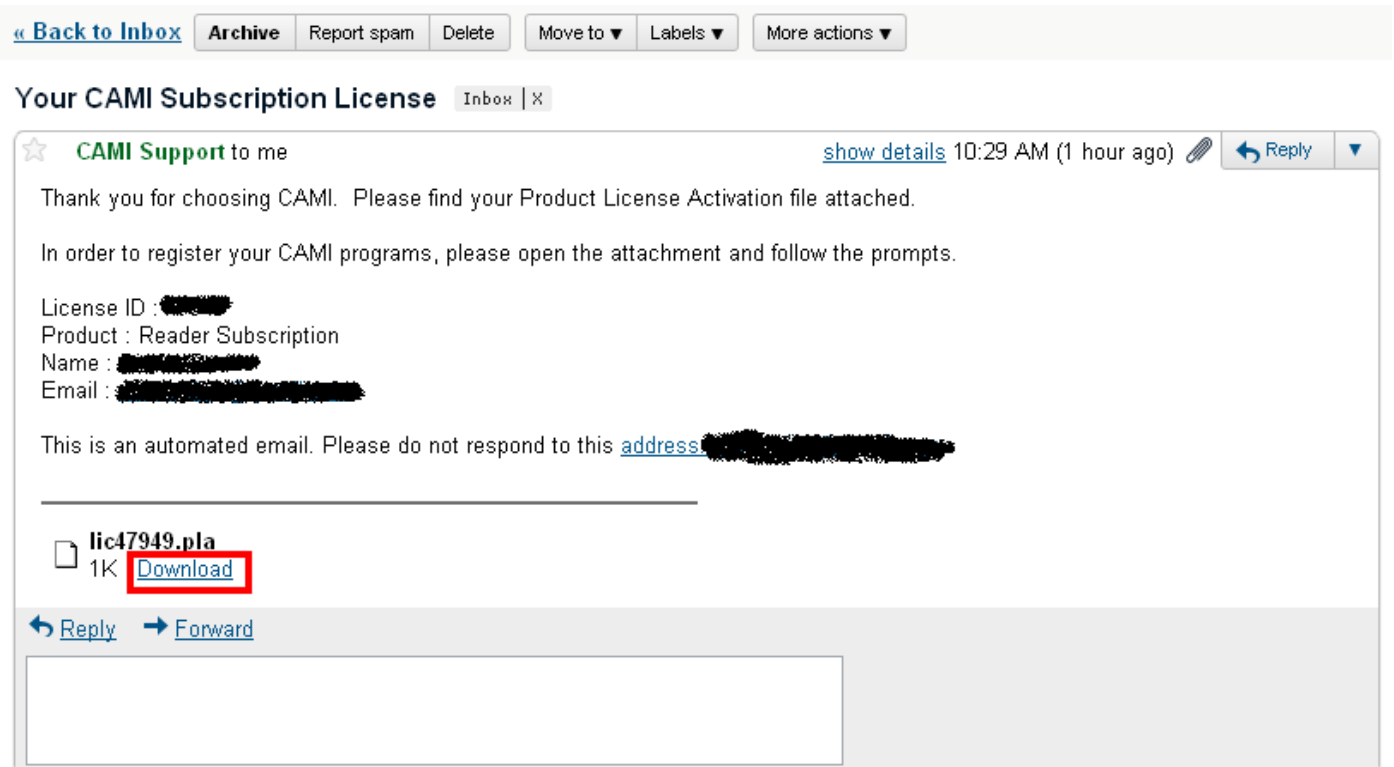 « Back to Inbox Archive Report spam Delete Move to ▼ Labels ▼ More actions ▼
Your CAMI Subscription License Inbox | X
CAMI Support to me show details 10:29 AM (1 hour ago) Reply ▼
Thank you for choosing CAMI. Please find your Product License Activation file attached.
In order to register your CAMI programs, please open the attachment and follow the prompts.
License ID :
Product : Reader Subscription
Name :
Email :
This is an automated email. Please do not respond to this address
lic47949.pla
1K Download
Reply Forward